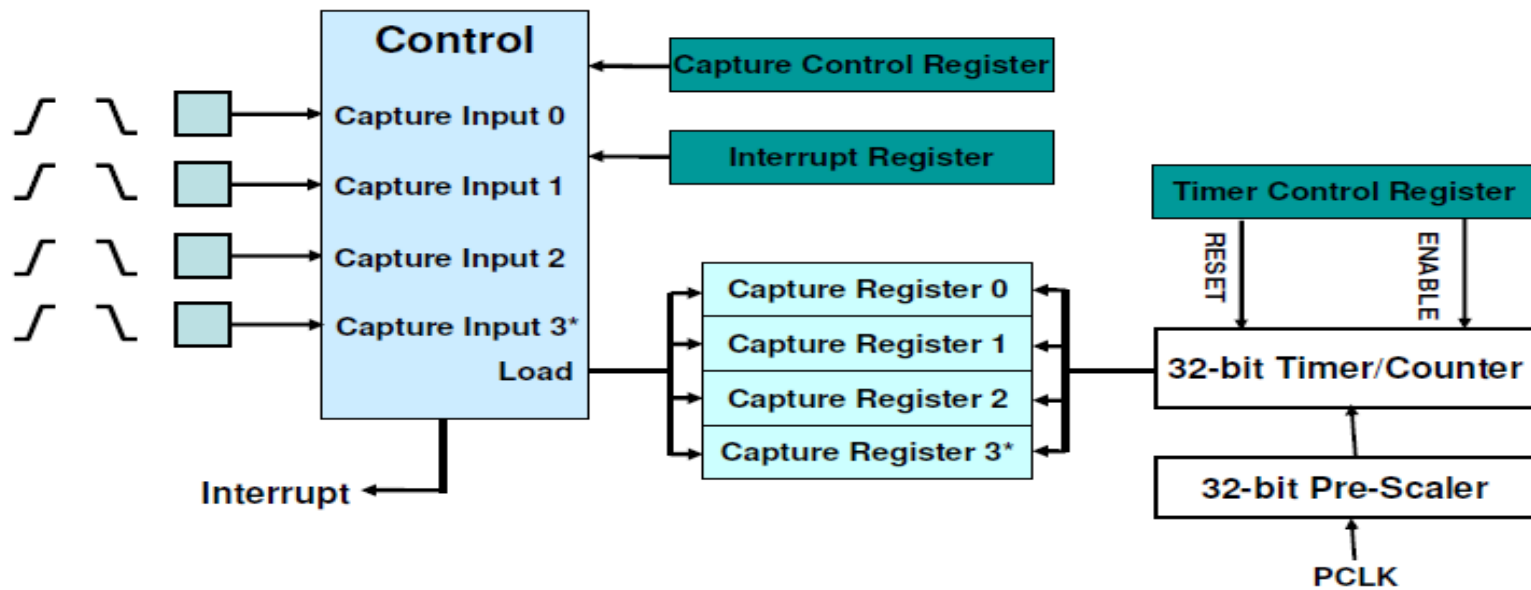 Control
Capture Control Register
Capture Input 0
Interrupt Register
Capture Input 1
Timer Control Register
RESET
ENABLE
Capture Input 2
Capture Register 0
Capture Input 3*
Capture Register 1
Load
32-bit Timer/Counter
Capture Register 2
Capture Register 3*
Interrupt
32-bit Pre-Scaler
PCLK